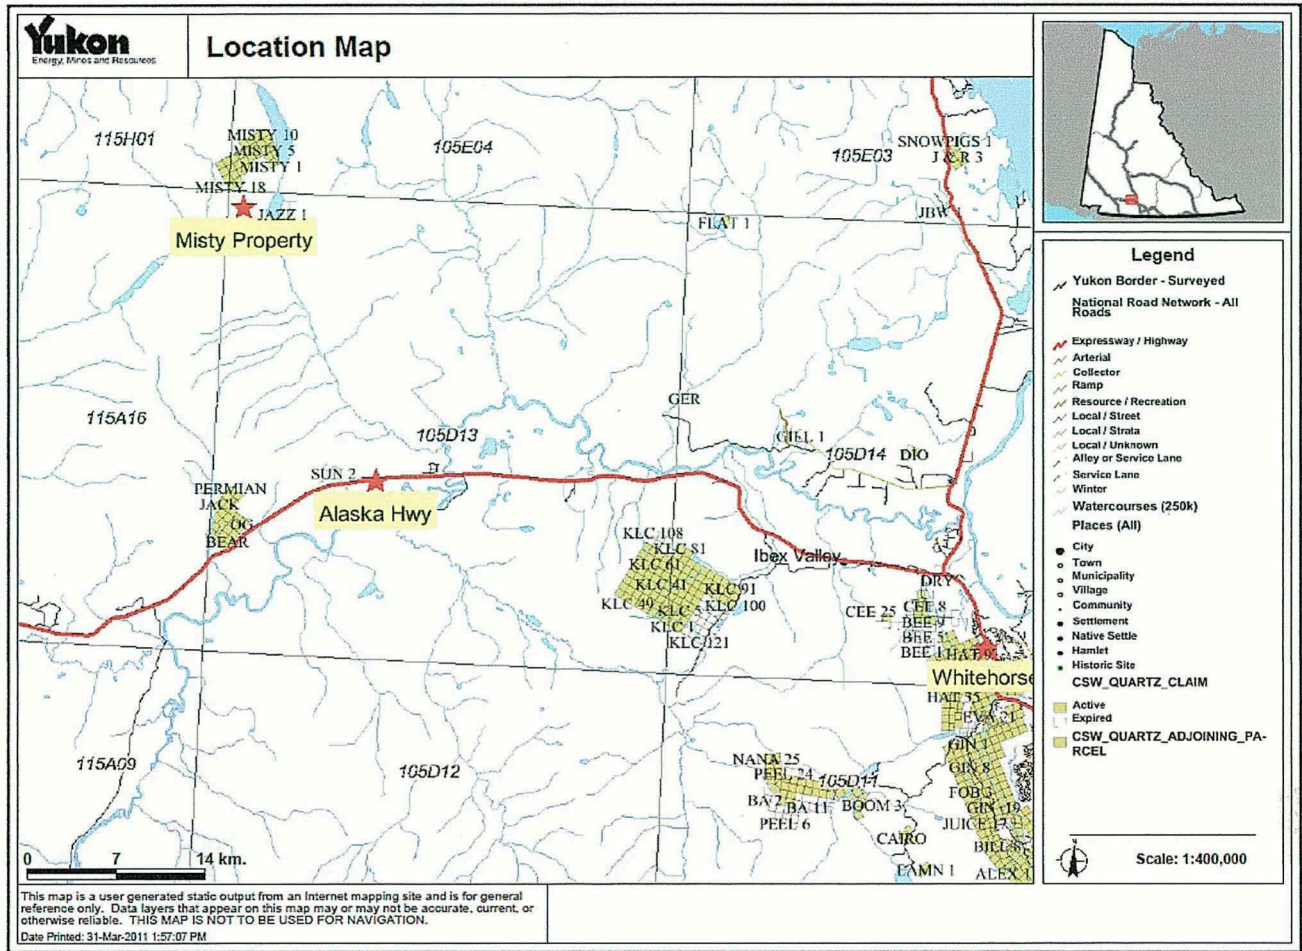 Yukon
Energy, Mines and Resources
Location Map
115H01
MISTY 10
MISTY 5
MISTY 1
MISTY 18
JAZZ 1
Misty Property
105E04
105E03
SNOWPIGS 1
J & R 3
JBW 1
FLAT 1
115A16
105D13
GER
GIEL 1
105D14
DIO
SUN 2
Alaska Hwy
PERMIAN
JACK
OG
BEAR
KLC 108
KLC 81
KLC 61
KLC 41
KLC 91
KLC 49
KLC 5
KLC 100
KLC 1
KLC 121
Ibex Valley
DRY
CEE 25
CEE 8
BEE 9
BEE 5
BEE 1
HAT 9
Whitehorse
HAT 35
EVA 21
GIN 1
GIN 8
FOB 3
GIN 19
JUICE 17
ALEX 1
115A09
105D12
NANA 25
PEEL 24
105D11
BA 2
BA 11
BOOM 3
PEEL 6
CAIRO
LAMN 1
0 7 14 km.
Legend
Yukon Border - Surveyed
National Road Network - All
Roads
Expressway / Highway
Arterial
Collector
Ramp
Resource / Recreation
Local / Street
Local / Strata
Local / Unknown
Alley or Service Lane
Service Lane
Winter
Watercourses (250k)
Places (All)
City
Town
Municipality
Village
Community
Settlement
Native Settle
Hamlet
Historic Site
CSW_QUARTZ_CLAIM
Active
Expired
CSW_QUARTZ_ADJOINING_PA-
RCEL
N
Scale: 1:400,000
This map is a user generated static output from an Internet mapping site and is for general
reference only. Data layers that appear on this map may or may not be accurate, current, or
otherwise reliable. THIS MAP IS NOT TO BE USED FOR NAVIGATION.
Date Printed: 31-Mar-2011 1:57:07 PM